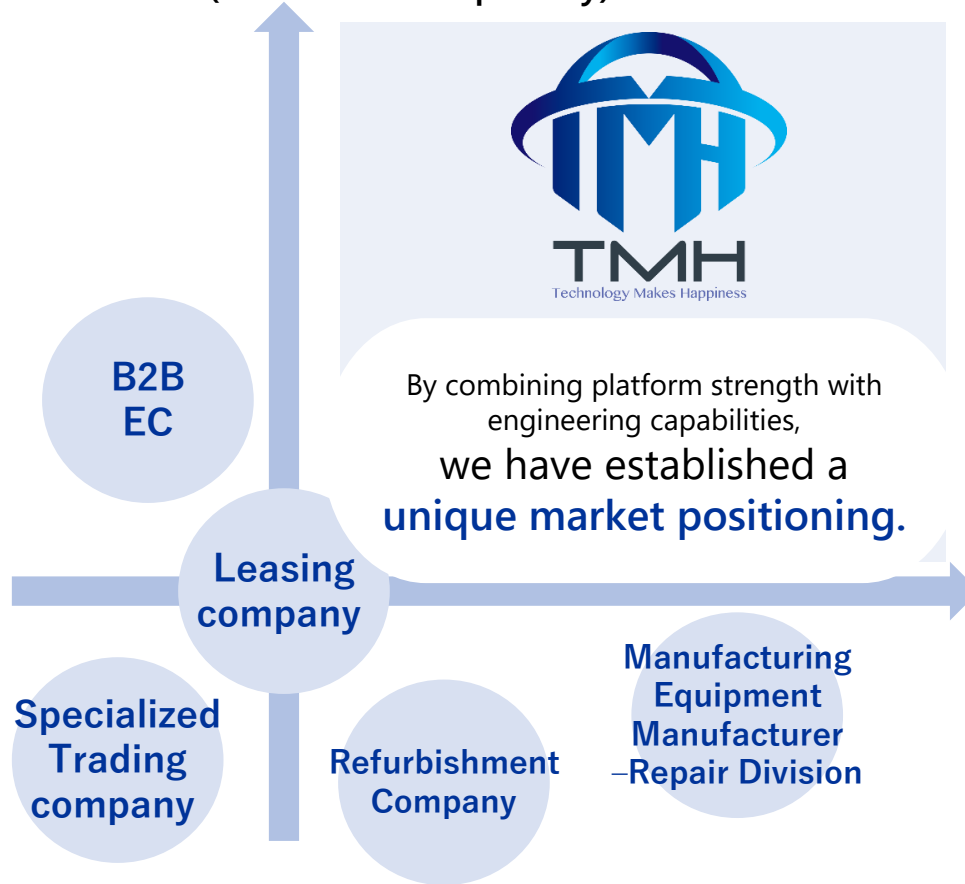 TMH
TMH
Technology Makes Happiness
B2B
EC
By combining platform strength with
engineering capabilities,
we have established a
unique market positioning.
Leasing
company
Manufacturing
Equipment
Manufacturer
–Repair Division
Specialized
Trading
company
Refurbishment
Company